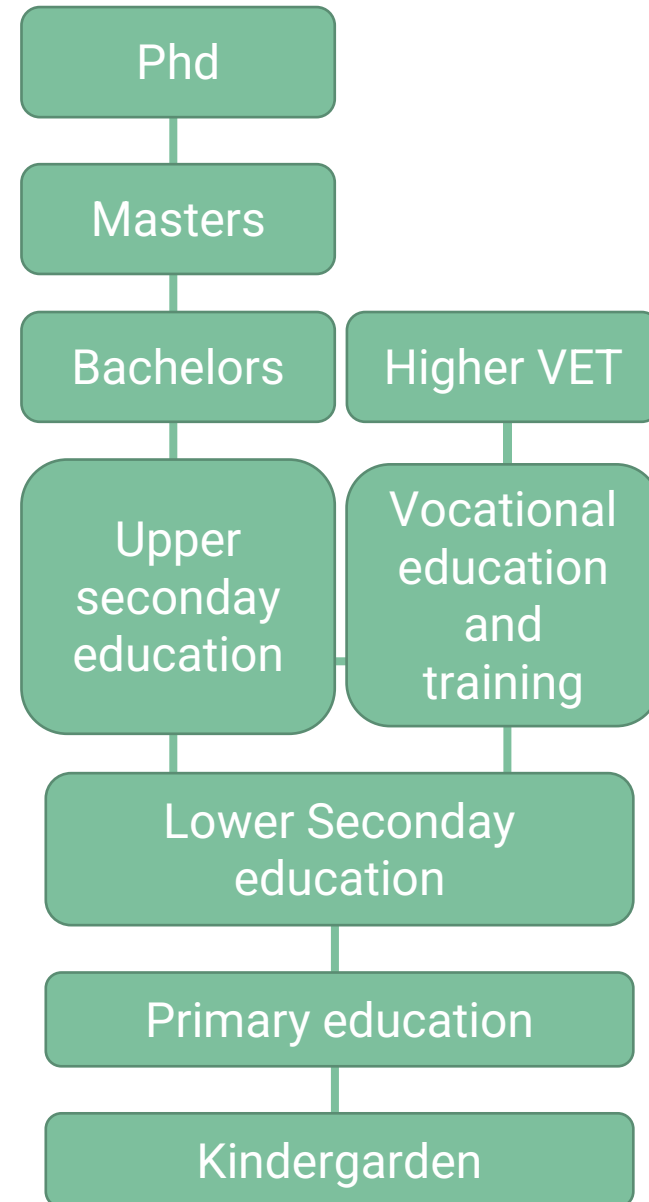 Phd
Masters
Bachelors
Higher VET
Upper
seconday
education
Vocational
education
and
training
Lower Seconday
education
Primary education
Kindergarden